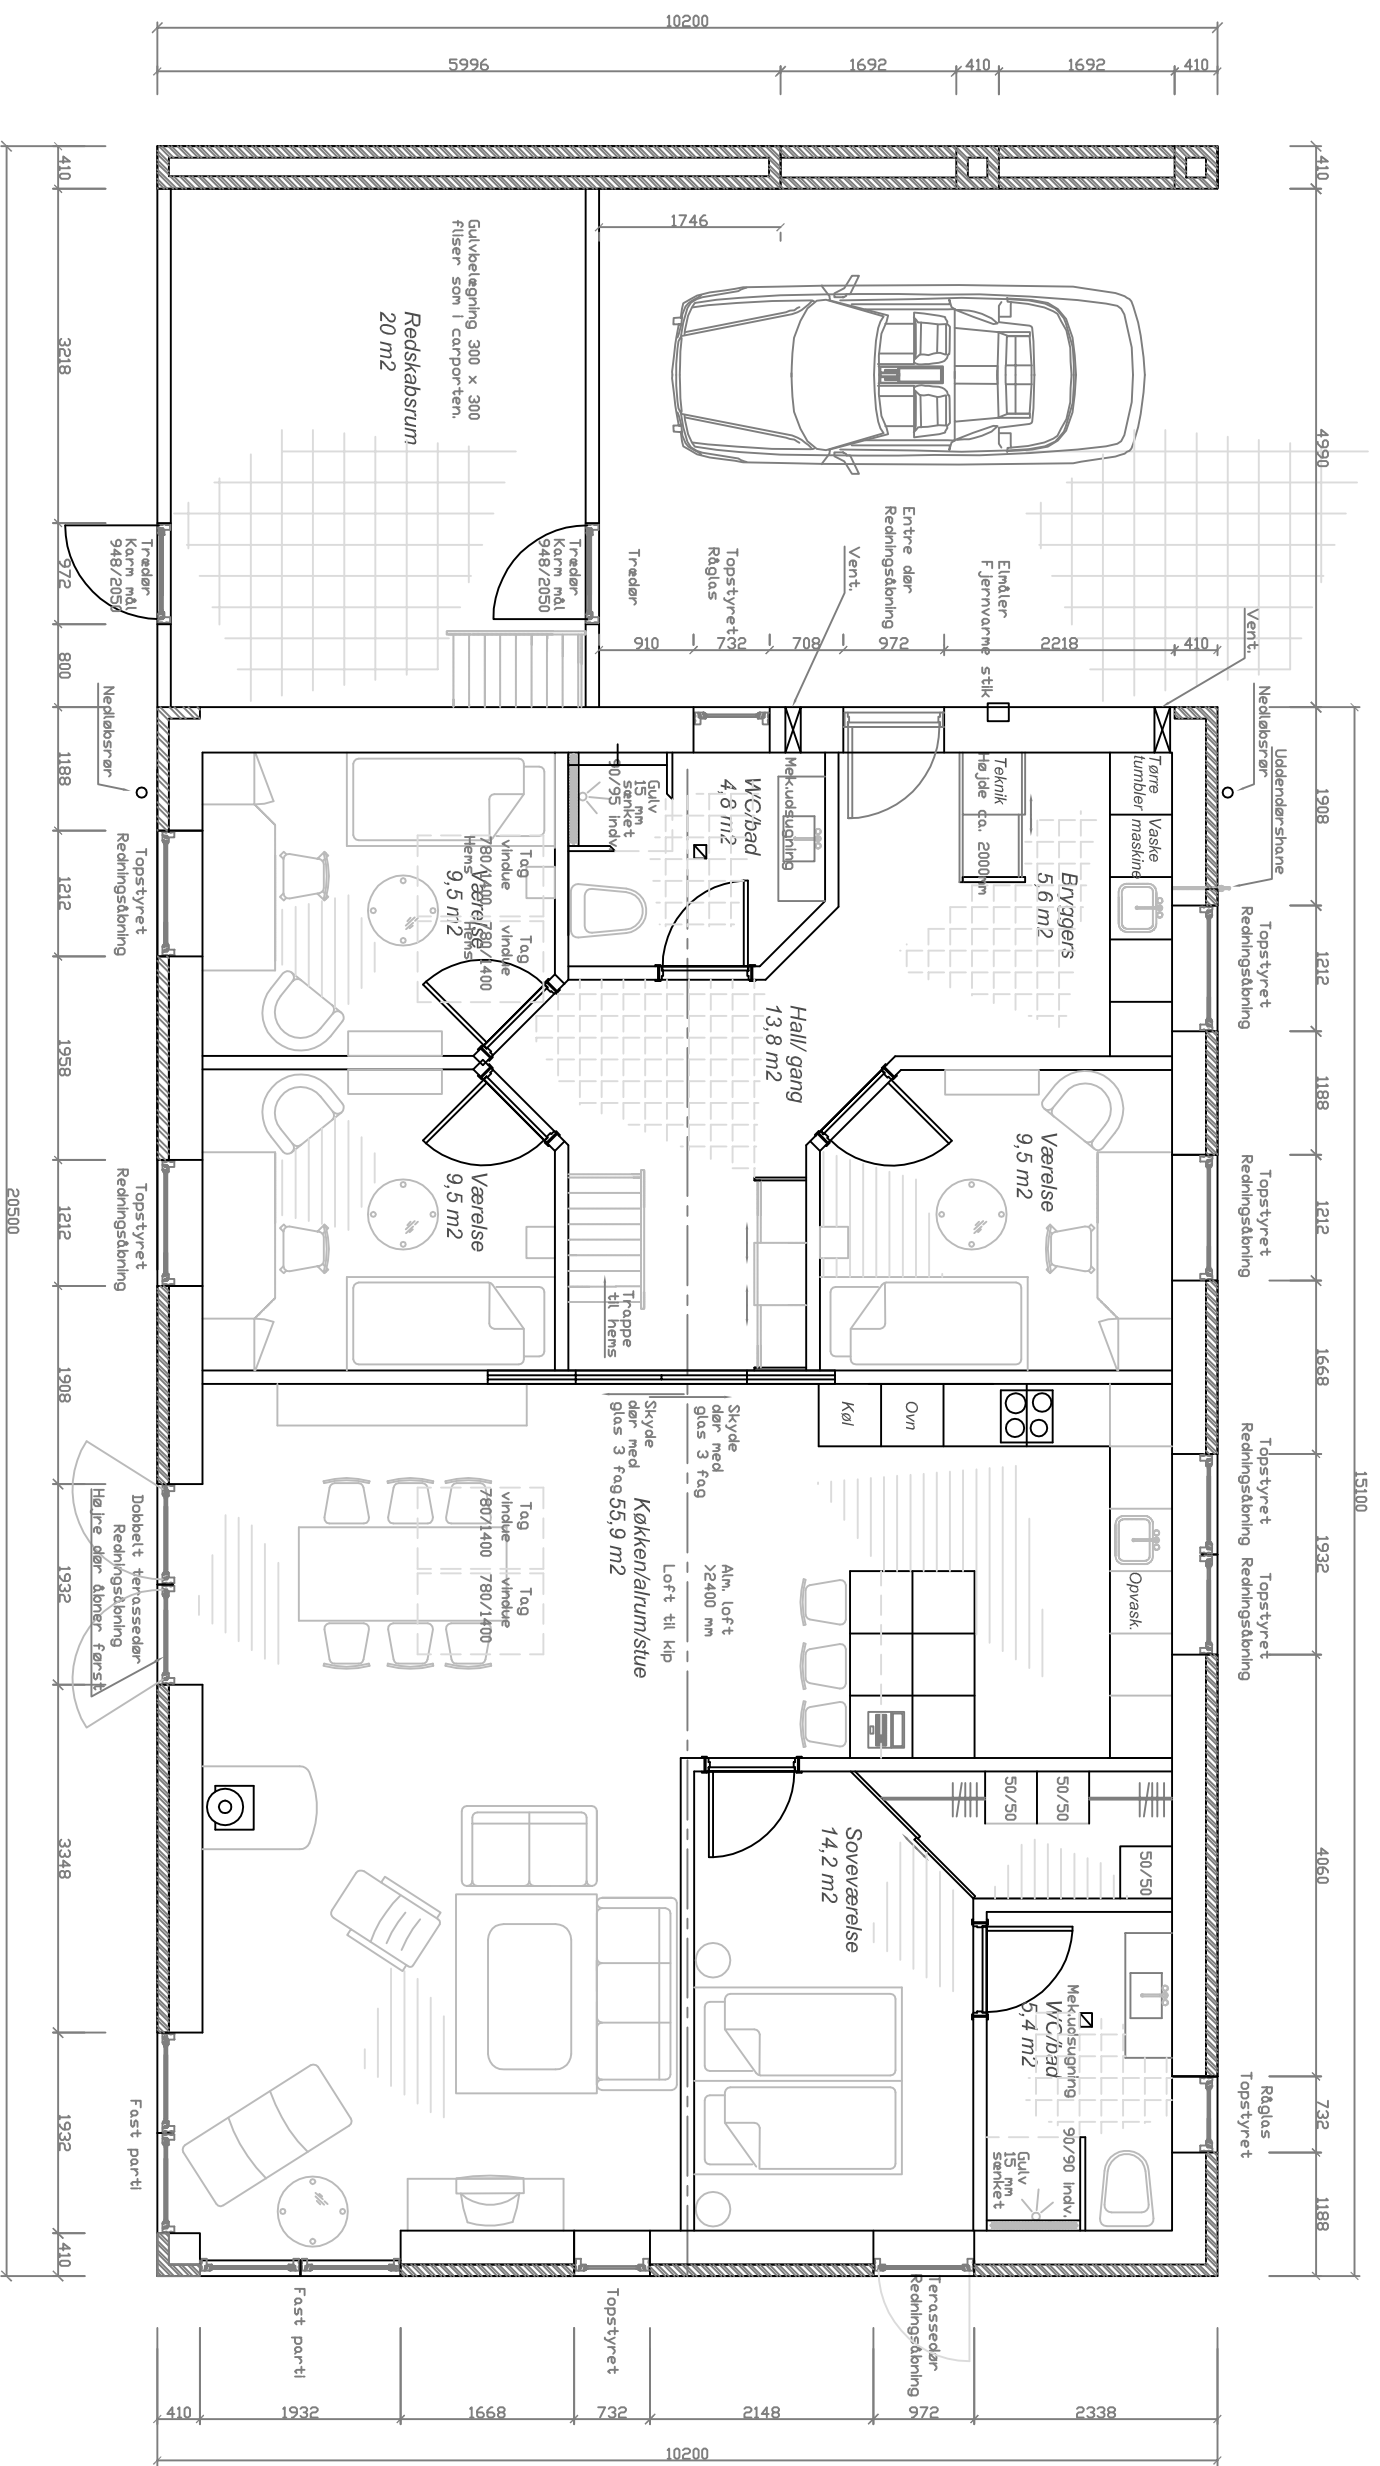 10200
5996
1692
410
1692
410
410
4990
1746
410
3218
972
800
1188
1212
1958
1212
1908
1932
3348
1932
410
20500
15100
1908
1212
1188
1212
1668
1932
4060
732
1188
Gulvbelægning 300 x 300
fliser som i carporten.
Redskabsrum
20 m2
Trædør
Karm mål
948/2050
Trædør
Karm mål
948/2050
Trædør
Topstyret
Råglas
Vent.
Entre dør
Redningsåbning
Elmåler
Fjernvarme stik
Vent.
Nedløbsrør
Uddendørshane
910
732
708
972
2218
410
Nedløbsrør
Topstyret
Redningsåbning
Topstyret
Redningsåbning
Topstyret
Redningsåbning
Topstyret
Redningsåbning
Tørre
tumbler
Vaske
maskine
Teknik
Højde ca. 2000mm
Bryggers
5,6 m2
Mek.udsugning
WC/bad
4,8 m2
Gulv
15 mm
sænket
90/95 indv.
Tag
vindue
780/1400
Hems
Tag
vindue
780/1400
Hems
Værelse
9,5 m2
Hall/ gang
13,8 m2
Værelse
9,5 m2
Værelse
9,5 m2
Trappe
til hems
Skyde
dør med
glas 3 fag
Skyde
dør med
glas 3 fag
Køl
Ovn
Opvask.
Topstyret
Redningsåbning
Topstyret
Redningsåbning
Køkken/alrum/stue
55,9 m2
Alm. loft
>2400 mm
Loft til kip
Tag
vindue
780/1400
Tag
vindue
780/1400
Dobbelt terassedør
Redningsåbning
Højre dør åbner først
50/50
50/50
50/50
Soveværelse
14,2 m2
Mek.udsugning
WC/bad
5,4 m2
90/90 indv.
Gulv
15 mm
sænket
Råglas
Topstyret
Fast parti
Fast parti
Topstyret
Terassedør
Redningsåbning
410
1932
1668
732
2148
972
2338
10200